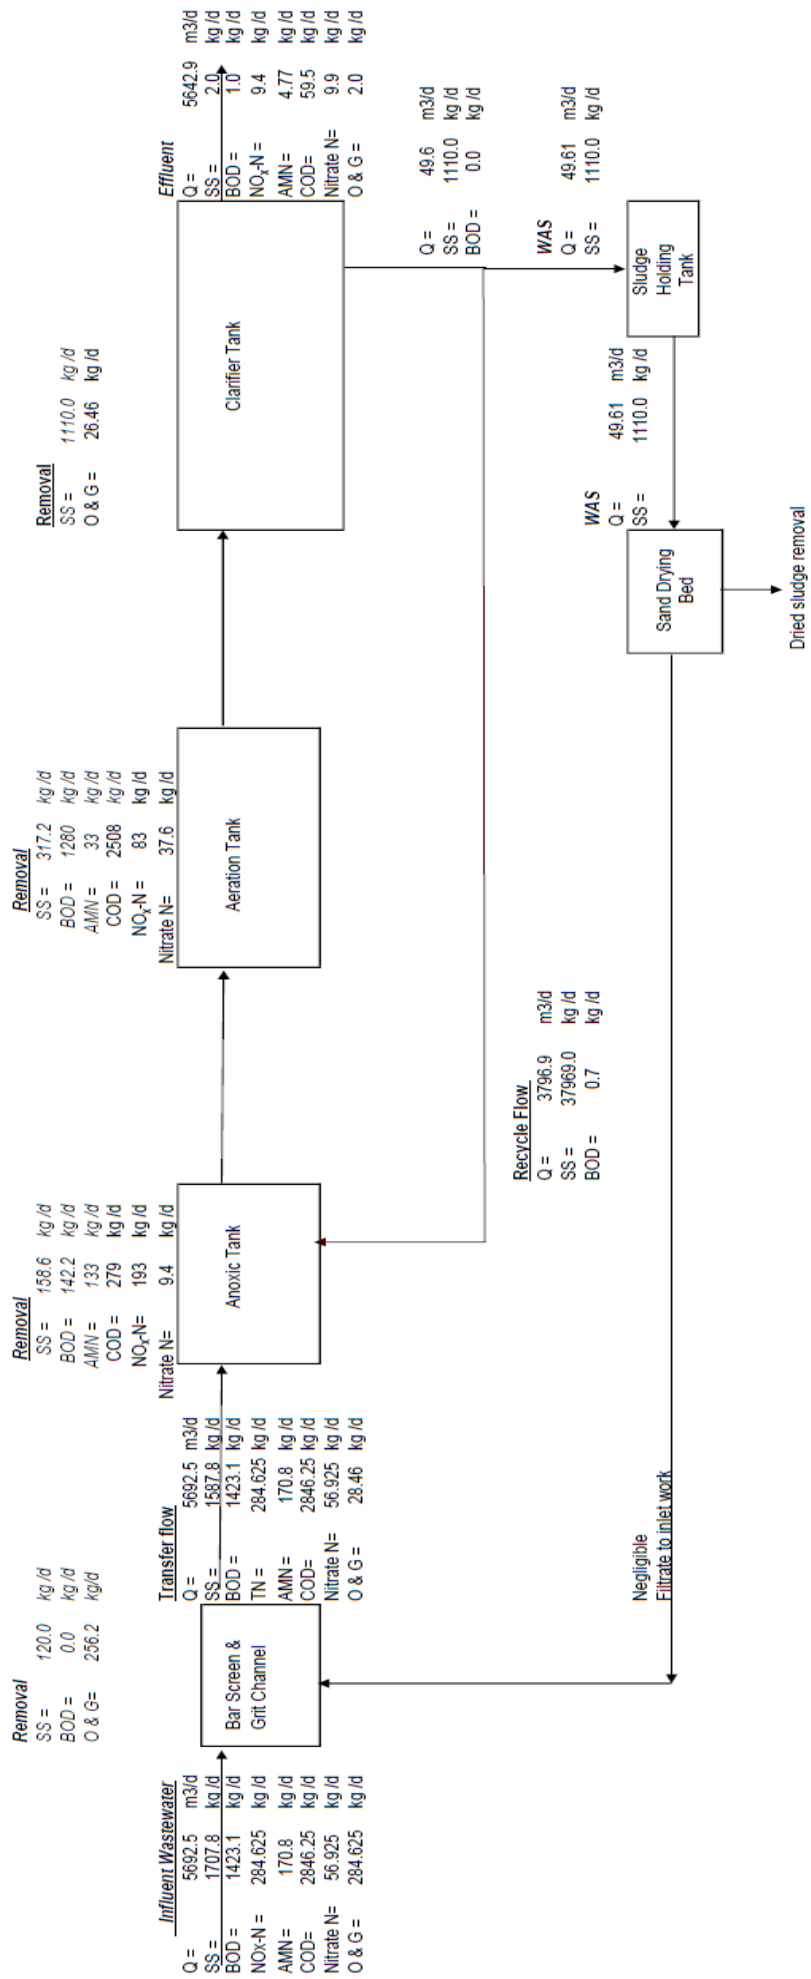 Influent Wastewater
Q = 5692.5 m3/d
SS = 1707.8 kg /d
BOD = 1423.1 kg /d
NOx-N = 284.625 kg /d
AMN = 170.8 kg /d
COD= 2846.25 kg /d
Nitrate N= 56.925 kg /d
O & G = 284.625 kg /d
Removal
SS = 120.0 kg /d
BOD = 0.0 kg /d
O & G= 256.2 kg/d
Bar Screen &
Grit Channel
Transfer flow
Q = 5692.5 m3/d
SS = 1587.8 kg /d
BOD = 1423.1 kg /d
TN = 284.625 kg /d
AMN = 170.8 kg /d
COD= 2846.25 kg /d
Nitrate N= 56.925 kg /d
O & G = 28.46 kg /d
Removal
SS = 158.6 kg /d
BOD = 142.2 kg /d
AMN = 133 kg /d
COD = 279 kg /d
NOₓ-N= 193 kg /d
Nitrate N= 9.4 kg /d
Anoxic Tank
Removal
SS = 317.2 kg /d
BOD = 1280 kg /d
AMN = 33 kg /d
COD = 2508 kg /d
NOₓ-N = 83 kg /d
Nitrate N= 37.6 kg /d
Aeration Tank
Removal
SS = 1110.0 kg /d
O & G = 26.46 kg /d
Clarifier Tank
Effluent
Q = 5642.9 m3/d
SS = 2.0 kg /d
BOD = 1.0 kg /d
NOₓ-N = 9.4 kg /d
AMN = 4.77 kg /d
COD= 59.5 kg /d
Nitrate N= 9.9 kg /d
O & G = 2.0 kg /d
Q = 49.6 m3/d
SS = 1110.0 kg /d
BOD = 0.0 kg /d
Recycle Flow
Q = 3796.9 m3/d
SS = 37969.0 kg /d
BOD = 0.7 kg /d
WAS
Q = 49.61 m3/d
SS = 1110.0 kg /d
Sludge
Holding
Tank
WAS
Q = 49.61 m3/d
SS = 1110.0 kg /d
Sand Drying
Bed
Dried sludge removal
Negligible
Filtrate to inlet work